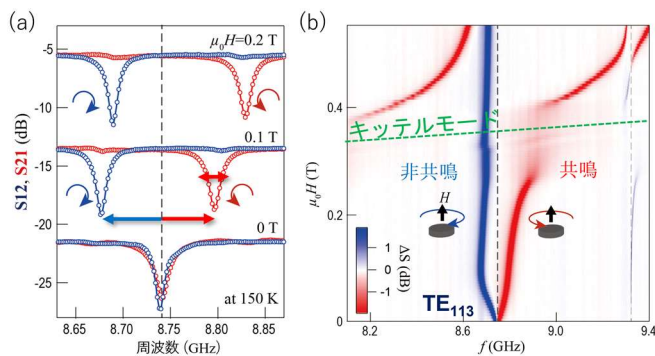 (a)
μ₀H=0.2 T
0.1 T
0 T
at 150 K
S12, S21 (dB)
-5
-10
-15
-20
-25
8.65
8.70
8.75
8.80
8.85
周波数 (GHz)
(b)
キッテルモード
非共鳴
共鳴
H
TE₁₁₃
ΔS (dB)
1
0
-1
μ₀H (T)
0.4
0.2
0
8.2
8.6
9.0
9.4
f (GHz)